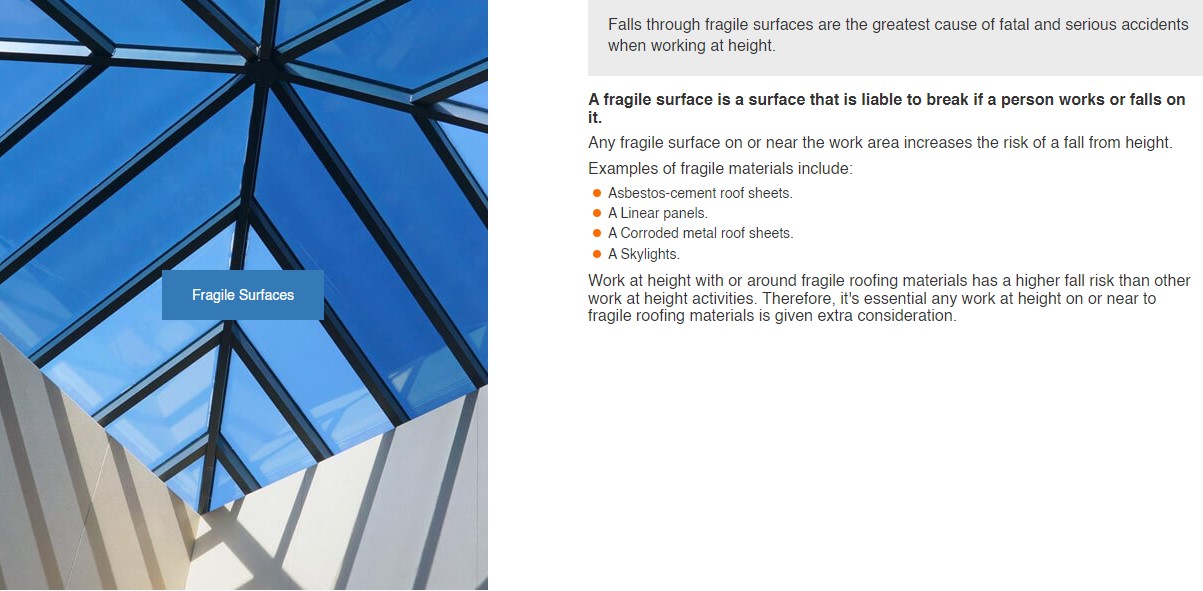 Falls through fragile surfaces are the greatest cause of fatal and serious accidents
when working at height.
A fragile surface is a surface that is liable to break if a person works or falls on
it.
Any fragile surface on or near the work area increases the risk of a fall from height.
Examples of fragile materials include:
Asbestos-cement roof sheets.
A Linear panels.
A Corroded metal roof sheets.
A Skylights.
Work at height with or around fragile roofing materials has a higher fall risk than other
work at height activities. Therefore, it's essential any work at height on or near to
fragile roofing materials is given extra consideration.
Fragile Surfaces